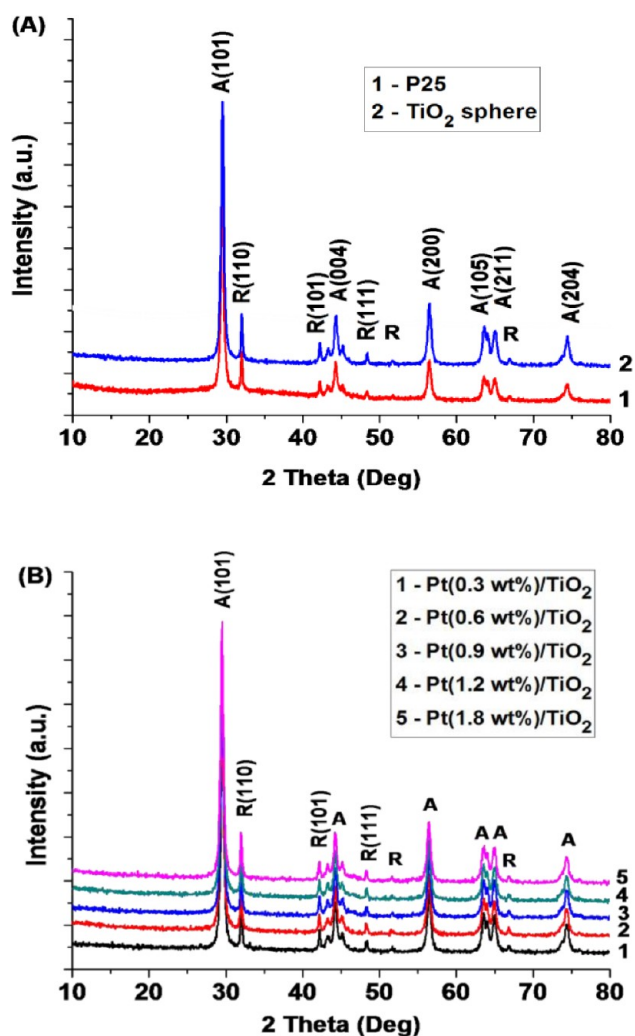 (A)
A(101)
R(110)
R(101)
A(004)
R(111)
R
A(200)
A(105)
A(211)
R
A(204)
1 - P25
2 - TiO2 sphere
2
1
Intensity (a.u.)
10 20 30 40 50 60 70 80
2 Theta (Deg)
(B)
A(101)
R(110)
R(101)
A
R(111)
R
A
A A
R
A
1 - Pt(0.3 wt%)/TiO2
2 - Pt(0.6 wt%)/TiO2
3 - Pt(0.9 wt%)/TiO2
4 - Pt(1.2 wt%)/TiO2
5 - Pt(1.8 wt%)/TiO2
5
4
3
2
1
Intensity (a.u.)
10 20 30 40 50 60 70 80
2 Theta (Deg)